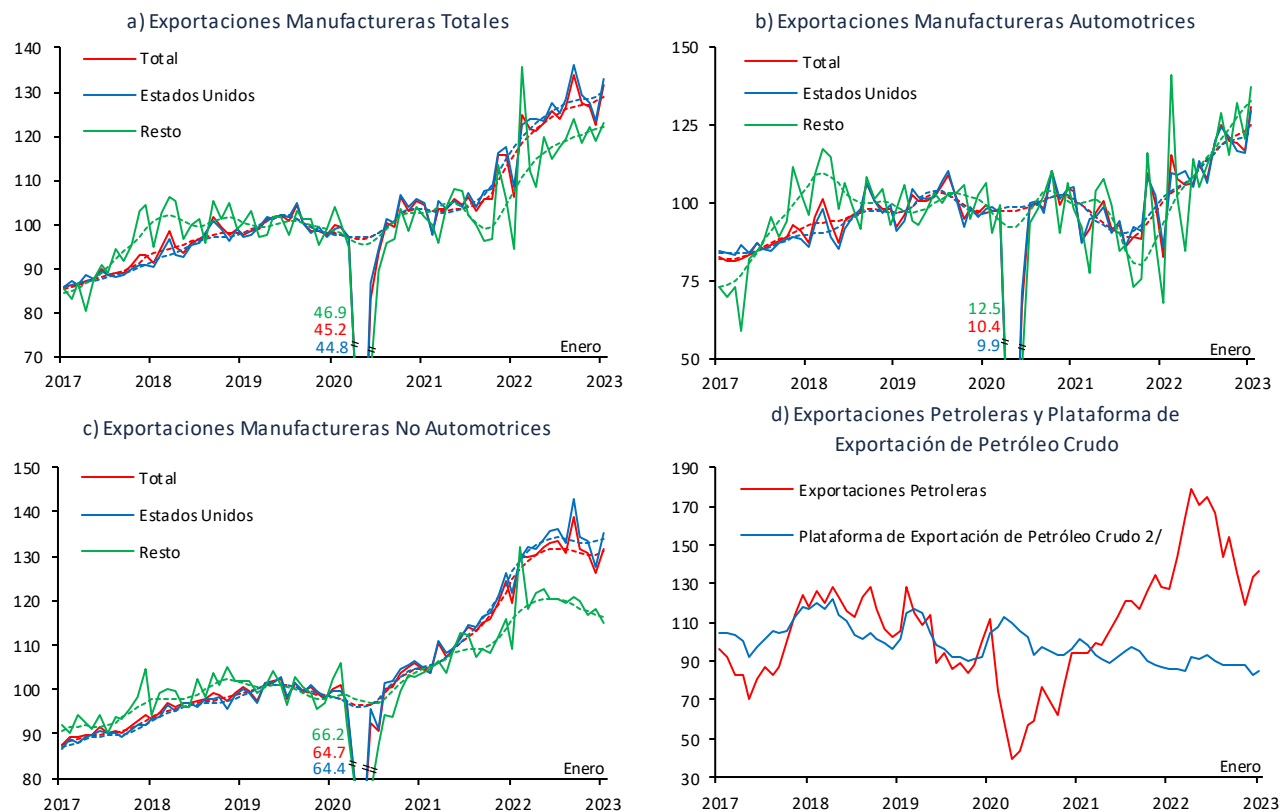 a) Exportaciones Manufactureras Totales
140
130
120
110
100
90
80
70
Total
Estados Unidos
Resto
46.9
45.2
44.8
Enero
2017 2018 2019 2020 2021 2022 2023
b) Exportaciones Manufactureras Automotrices
150
125
100
75
50
Total
Estados Unidos
Resto
12.5
10.4
9.9
Enero
2017 2018 2019 2020 2021 2022 2023
c) Exportaciones Manufactureras No Automotrices
150
140
130
120
110
100
90
80
Total
Estados Unidos
Resto
66.2
64.7
64.4
Enero
2017 2018 2019 2020 2021 2022 2023
d) Exportaciones Petroleras y Plataforma de
Exportación de Petróleo Crudo
190
170
150
130
110
90
70
50
30
Exportaciones Petroleras
Plataforma de Exportación de Petróleo Crudo 2/
Enero
2017 2018 2019 2020 2021 2022 2023